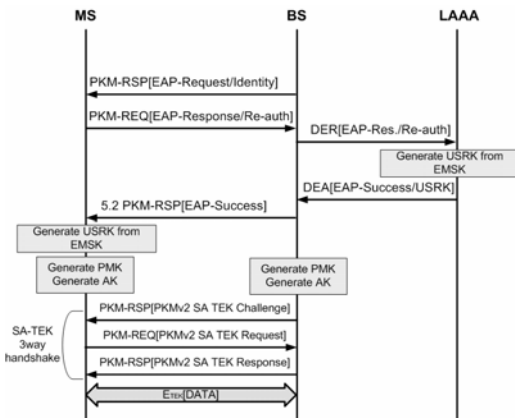 MS BS LAAA
PKM-RSP[EAP-Request/Identity]
PKM-REQ[EAP-Response/Re-auth]
DER[EAP-Res./Re-auth]
Generate USRK from
EMSK
DEA[EAP-Success/USRK]
5.2 PKM-RSP[EAP-Success]
Generate USRK from
EMSK
Generate PMK
Generate AK
Generate PMK
Generate AK
PKM-RSP[PKMv2 SA TEK Challenge]
SA-TEK
3way
handshake
PKM-REQ[PKMv2 SA TEK Request]
PKM-RSP[PKMv2 SA TEK Response]
ETEK[DATA]